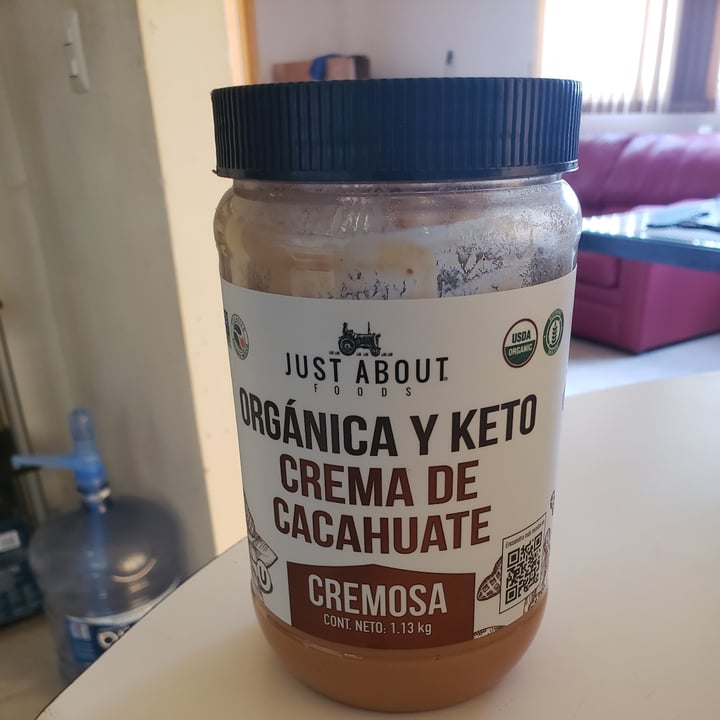 JUST ABOUT
FOODS
USDA
ORGANIC
ORGÁNICA Y KETO
CREMA DE
CACAHUATE
CREMOSA
CONT. NETO: 1.13 kg